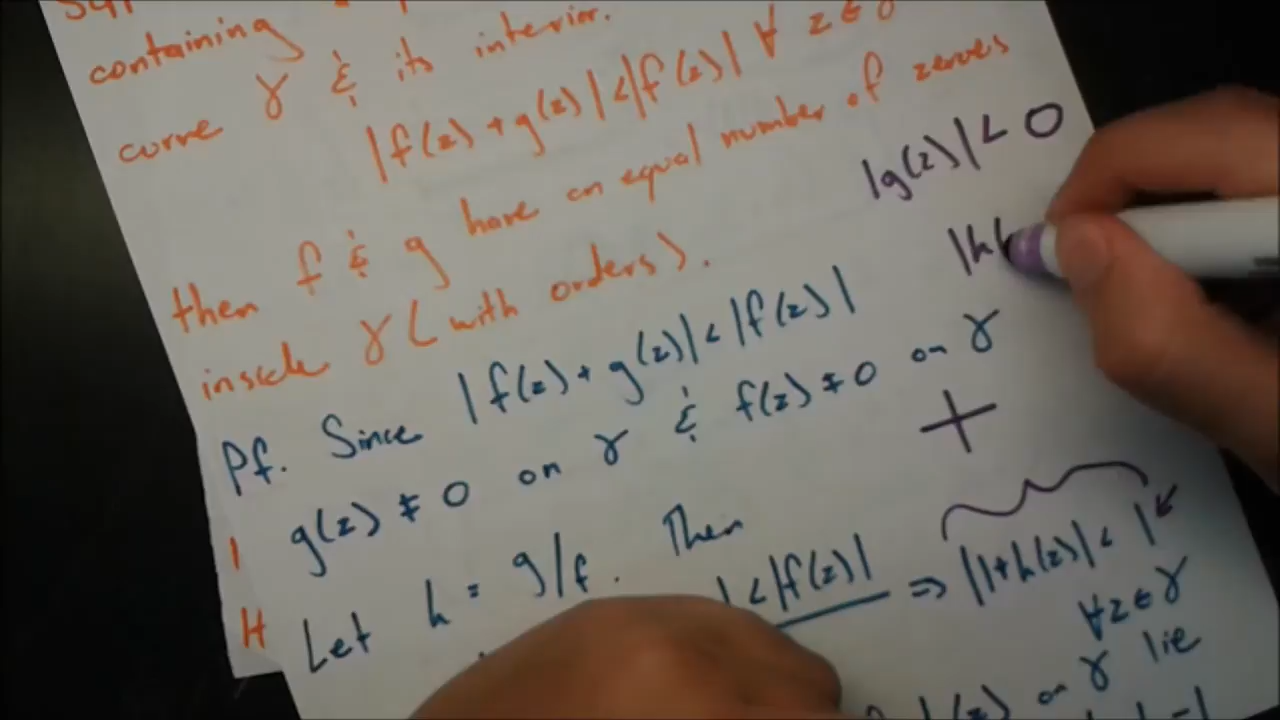 containing
curve γ & its interior.
|f(z) + g(z)| < |f(z)| ∀ z ∈ γ
then f & g have an equal number of zeroes
inside γ (with orders).
|g(z)| < 0
|h(
Pf. Since |f(z) + g(z)| < |f(z)|
g(z) ≠ 0 on γ & f(z) ≠ 0 on γ
+
I
Let h = g/f. Then
H
| < |f(z)| => |1+h(z)| < 1
∀z ∈ γ
h(z) on γ lie